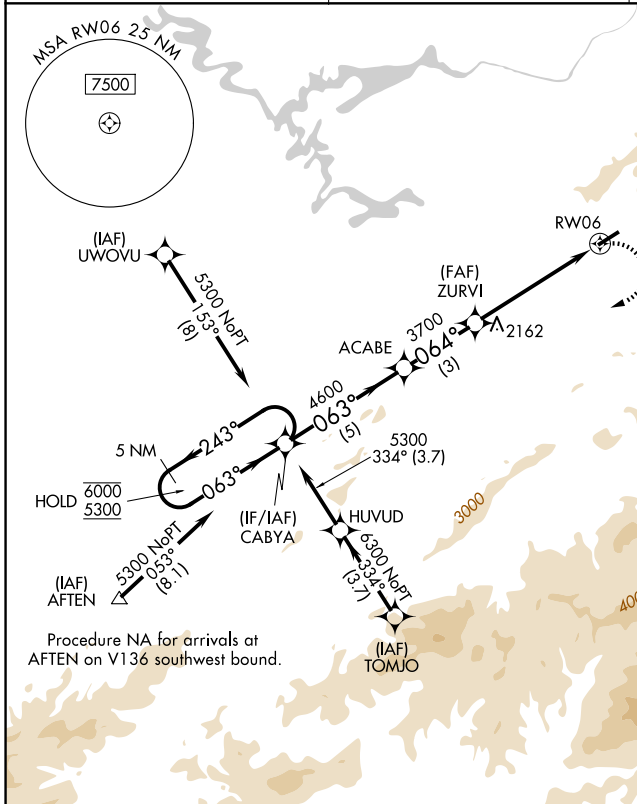 MSA RW06 25 NM
7500
(IAF)
UWOVU
5300 NoPT
153°
(8)
RW06
(FAF)
ZURVI
2162
3700
064°
(3)
ACABE
4600
063°
(5)
5 NM
243°
063°
HOLD 6000
5300
(IF/IAF)
CABYA
5300
334° (3.7)
HUVUD
6300 NoPT
334°
(3.7)
(IAF)
TOMJO
3000
400
5300 NoPT
053°
(8.1)
(IAF)
AFTEN
Procedure NA for arrivals at
AFTEN on V136 southwest bound.